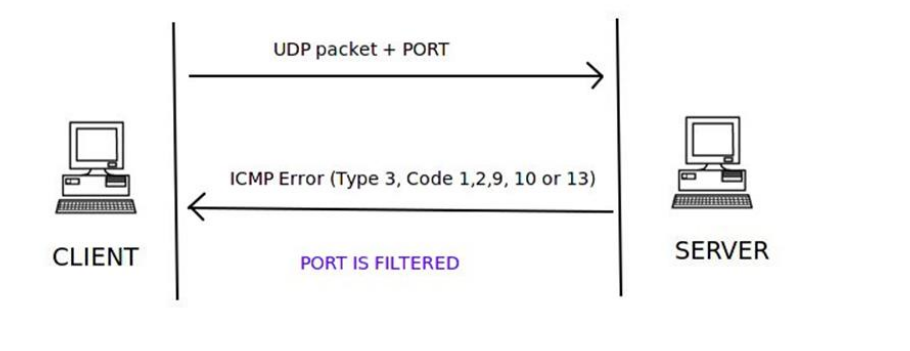 UDP packet + PORT
ICMP Error (Type 3, Code 1,2,9, 10 or 13)
CLIENT
SERVER
PORT IS FILTERED